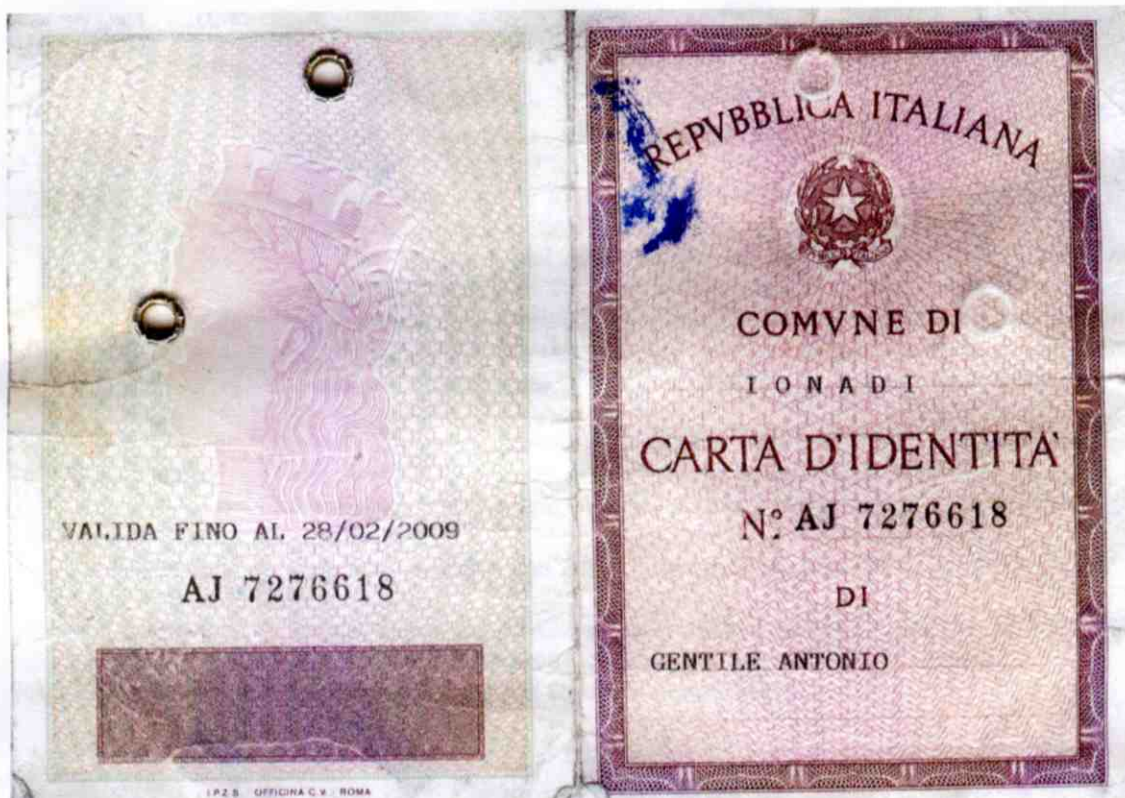 VALIDA FINO AL 28/02/2009
AJ 7276618
I.P.Z.S. OFFICINA C.V. ROMA
REPVBBLICA ITALIANA
COMVNE DI
IONADI
CARTA D'IDENTITA'
N° AJ 7276618
DI
GENTILE ANTONIO